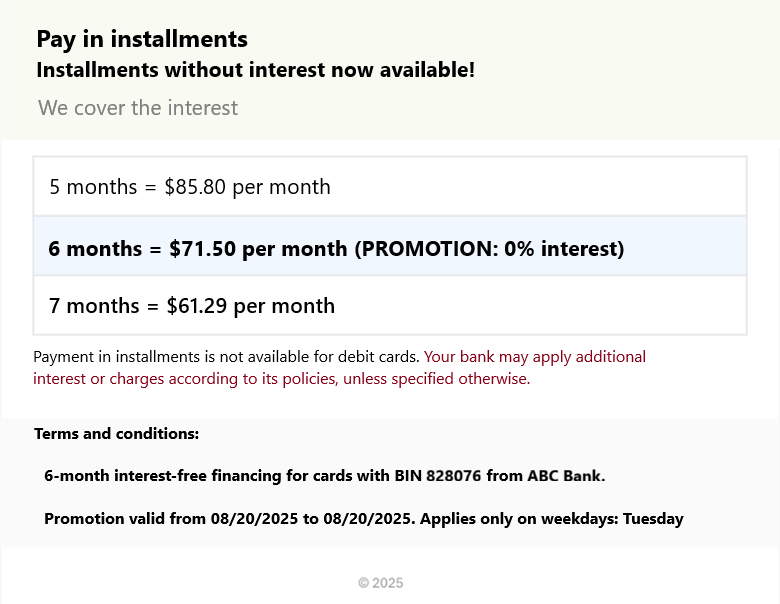 Pay in installments
Installments without interest now available!
We cover the interest
5 months = $85.80 per month
6 months = $71.50 per month (PROMOTION: 0% interest)
7 months = $61.29 per month
Payment in installments is not available for debit cards. Your bank may apply additional
interest or charges according to its policies, unless specified otherwise.
Terms and conditions:
6-month interest-free financing for cards with BIN 828076 from ABC Bank.
Promotion valid from 08/20/2025 to 08/20/2025. Applies only on weekdays: Tuesday
© 2025